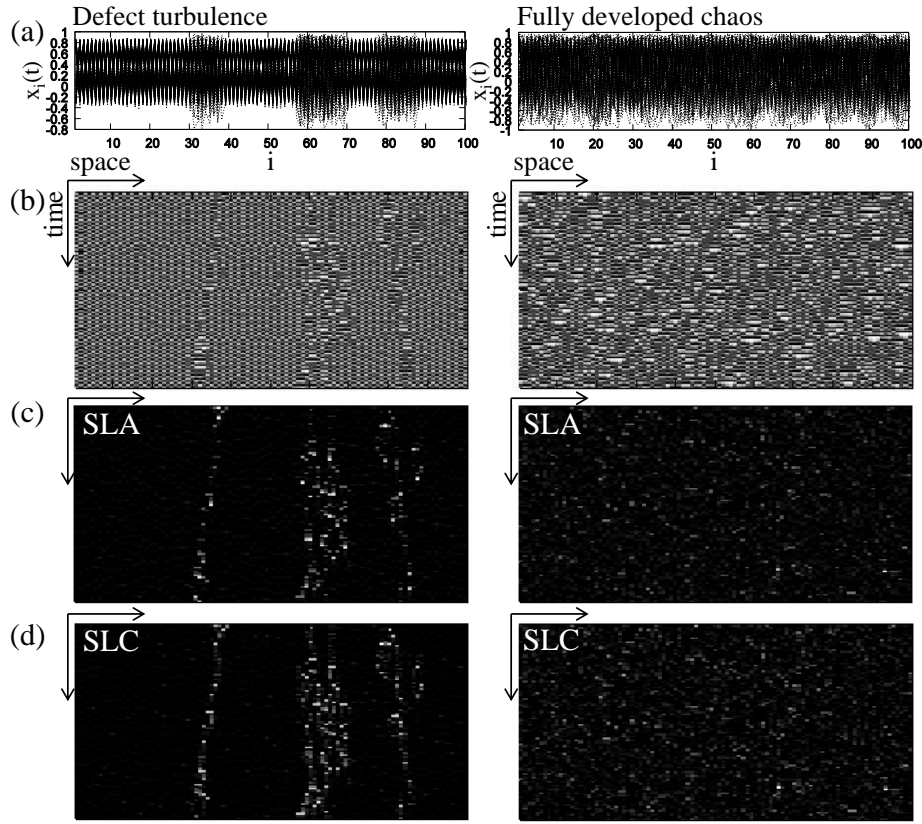 Defect turbulence
Fully developed chaos
(a)
x_i(t)
1
0.8
0.6
0.4
0.2
0
-0.2
-0.4
-0.6
-0.8
10 20 30 40 50 60 70 80 90 100
x_i(t)
1
0.8
0.6
0.4
0.2
0
-0.2
-0.4
-0.6
-0.8
-1
10 20 30 40 50 60 70 80 90 100
space
i
space
i
(b)
time
time
(c)
SLA
SLA
(d)
SLC
SLC